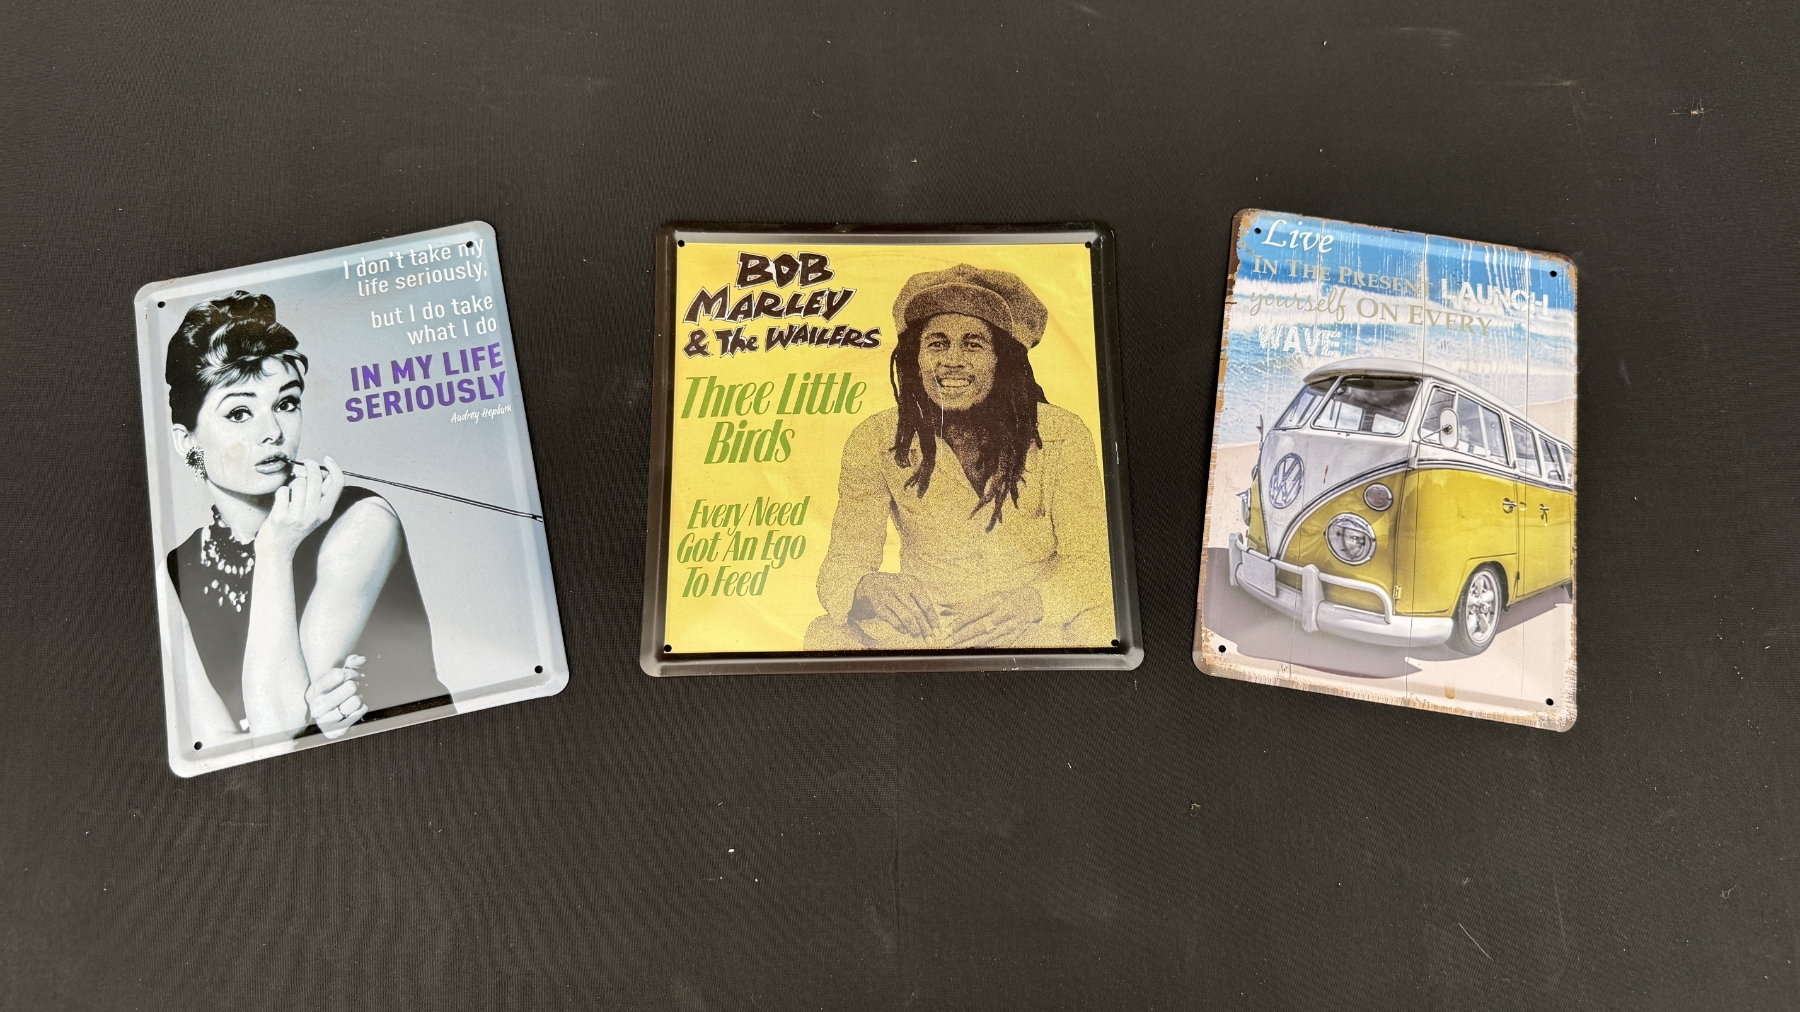 I don't take my
life seriously,
but I do take
what I do
IN MY LIFE
SERIOUSLY
Audrey Hepburn
BOB
MARLEY
& The WAILERS
Three Little
Birds
Every Need
Got An Ego
To Feed
Live
IN THE PRESENT LAUNCH
yourself ON EVERY
WAVE
VW